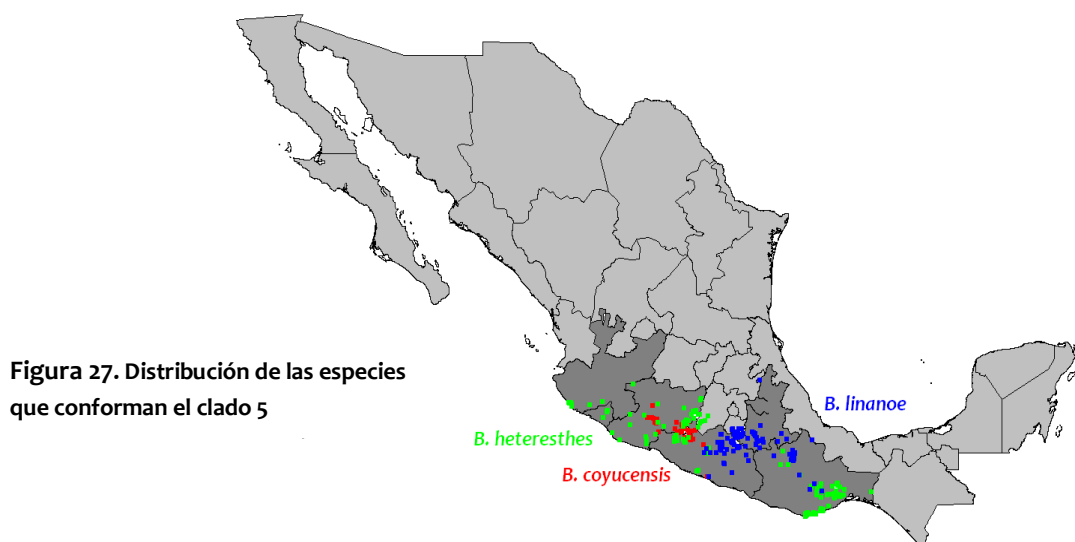 Figura 27. Distribución de las especies
que conforman el clado 5
B. linanoe
B. heteresthes
B. coyucensis